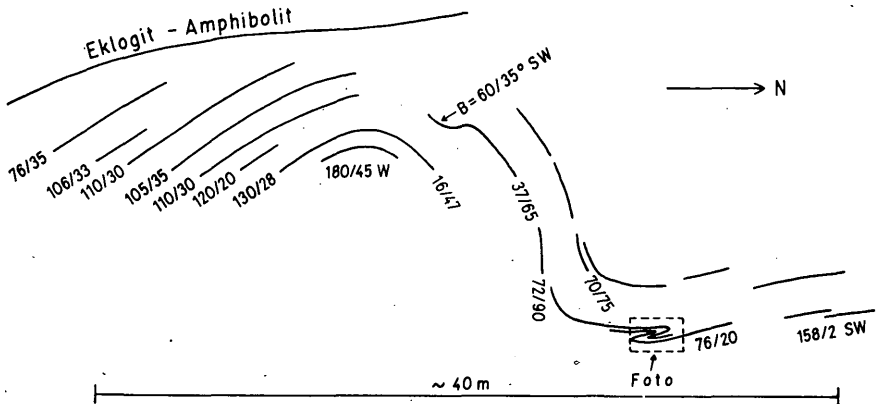 Eklogit - Amphibolit
B = 60/35° SW
N
76/35
106/33
110/30
105/35
110/30
120/20
130/28
180/45 W
16/47
37/65
72/90
70/75
76/20
158/2 SW
Foto
~ 40 m